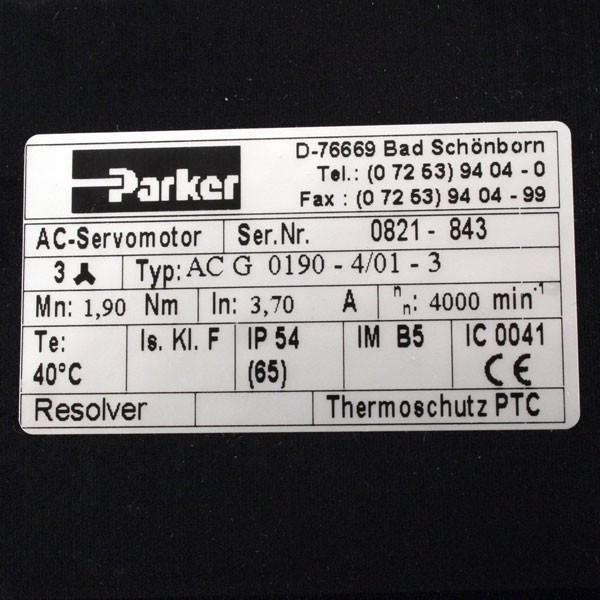 Parker
D-76669 Bad Schönborn
Tel.: (0 72 53) 94 04 - 0
Fax : (0 72 53) 94 04 - 99
AC-Servomotor Ser.Nr. 0821 - 843
3 Typ: AC G 0190 - 4/01 - 3
Mn: 1,90 Nm In: 3,70 A nn: 4000 min-1
Te: Is. Kl. F IP 54 IM B5 IC 0041
40°C (65) CE
Resolver Thermoschutz PTC